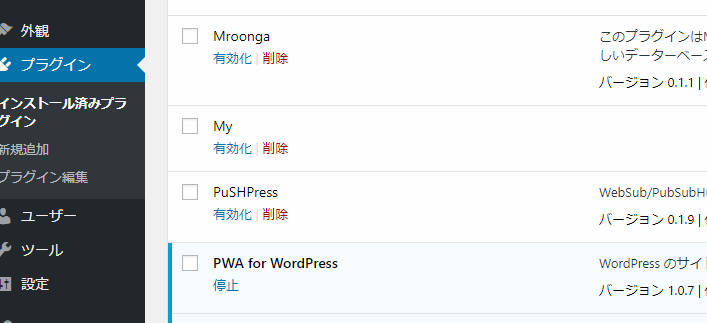 外観
プラグイン
インストール済みプラ
グイン
新規追加
プラグイン編集
ユーザー
ツール
設定
Mroonga
有効化 | 削除
このプラグインは
しいデーターベース
バージョン 0.1.1 |
My
有効化 | 削除
PuSHPress
有効化 | 削除
WebSub/PubSubHu
バージョン 0.1.9 |
PWA for WordPress
停止
WordPress のサイト
バージョン 1.0.7 |